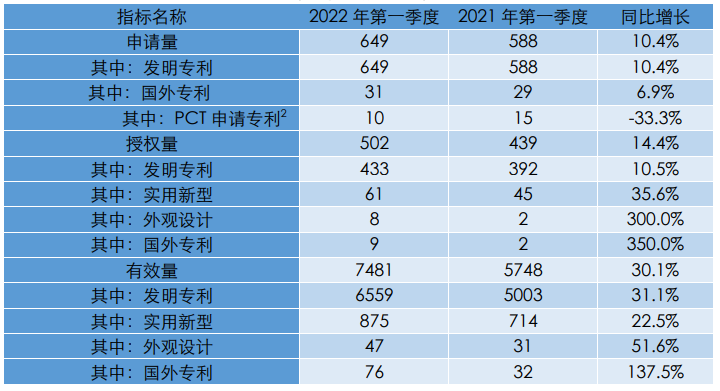 指标名称 2022 年第一季度 2021 年第一季度 同比增长
申请量 649 588 10.4%
其中：发明专利 649 588 10.4%
其中：国外专利 31 29 6.9%
其中：PCT 申请专利² 10 15 -33.3%
授权量 502 439 14.4%
其中：发明专利 433 392 10.5%
其中：实用新型 61 45 35.6%
其中：外观设计 8 2 300.0%
其中：国外专利 9 2 350.0%
有效量 7481 5748 30.1%
其中：发明专利 6559 5003 31.1%
其中：实用新型 875 714 22.5%
其中：外观设计 47 31 51.6%
其中：国外专利 76 32 137.5%